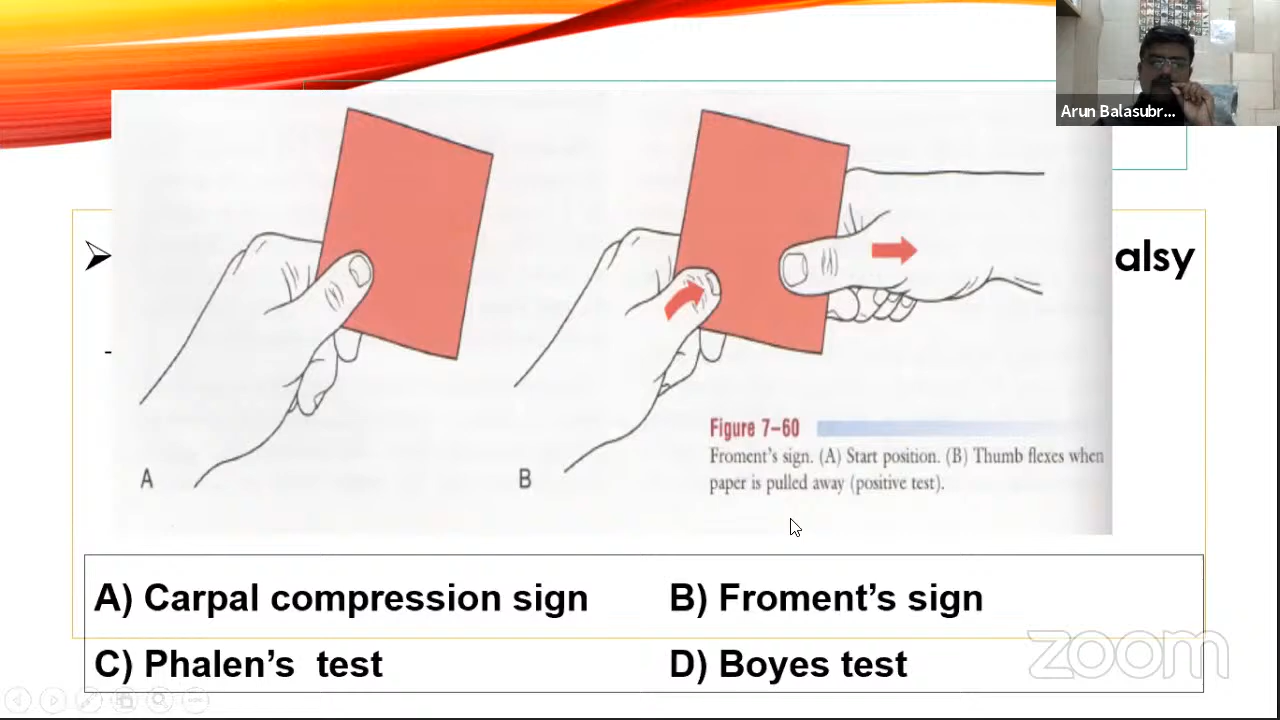 Arun Balasubr...
alsy
-
A
B
Figure 7–60
Froment's sign. (A) Start position. (B) Thumb flexes when
paper is pulled away (positive test).
A) Carpal compression sign B) Froment's sign
C) Phalen's test D) Boyes test
zoom